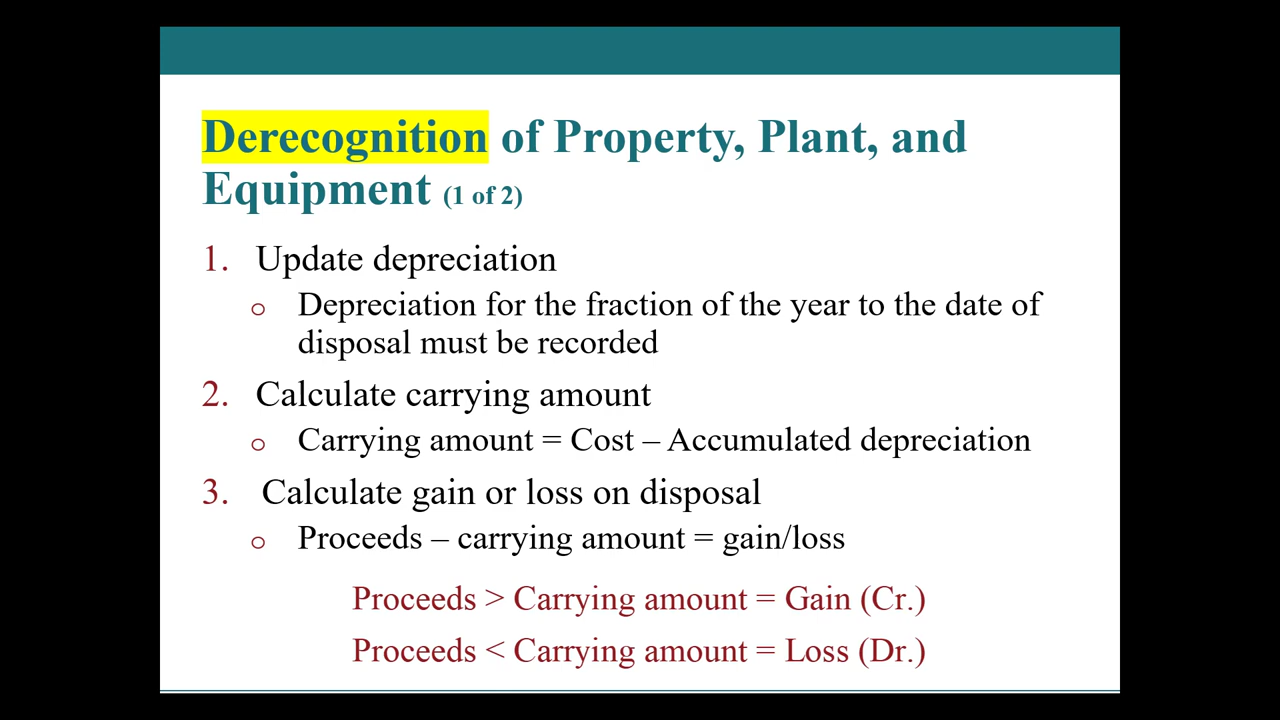 Derecognition of Property, Plant, and
Equipment (1 of 2)
1. Update depreciation
o Depreciation for the fraction of the year to the date of
disposal must be recorded
2. Calculate carrying amount
o Carrying amount = Cost – Accumulated depreciation
3. Calculate gain or loss on disposal
o Proceeds – carrying amount = gain/loss
Proceeds > Carrying amount = Gain (Cr.)
Proceeds < Carrying amount = Loss (Dr.)